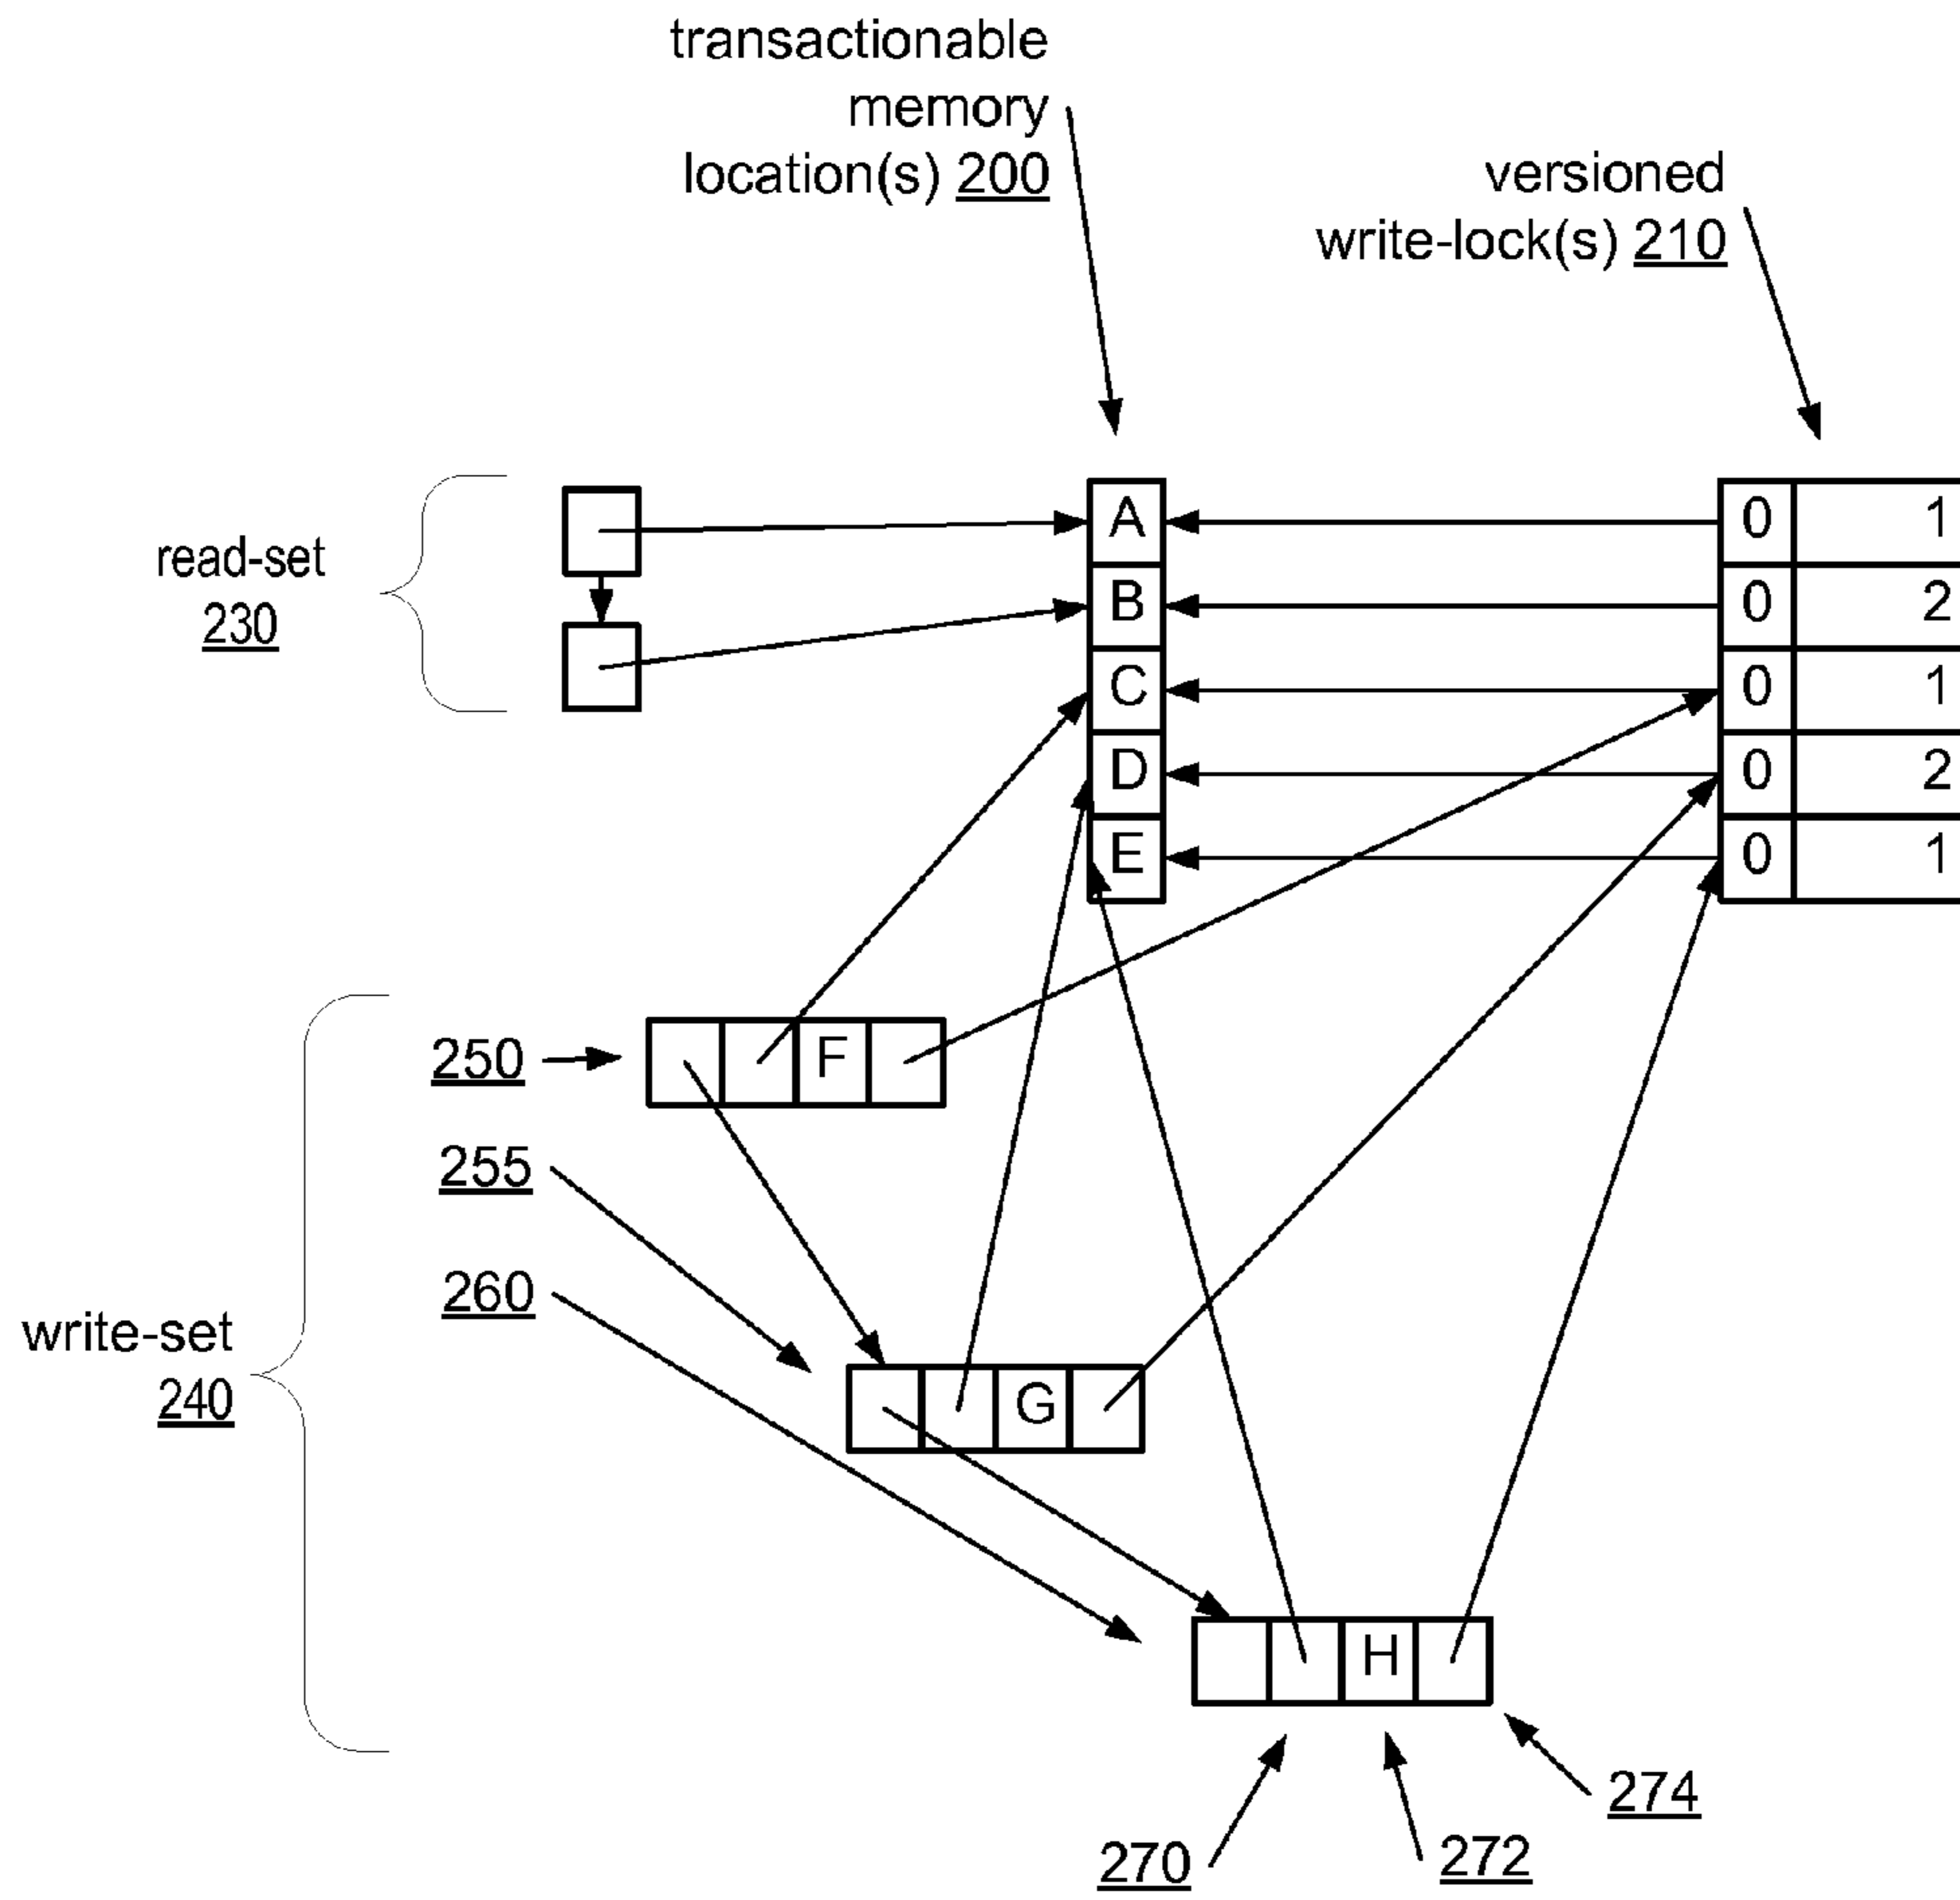 transactionable
memory
location(s) 200
versioned
write-lock(s) 210
read-set
230
A
B
C
D
E
0 1
0 2
0 1
0 2
0 1
write-set
240
250
F
255
260
G
H
270
272
274